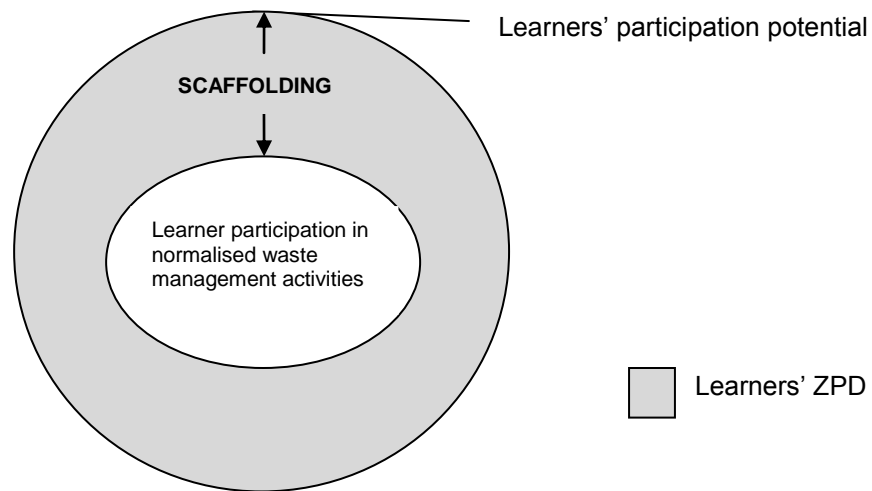 Learners’ participation potential
SCAFFOLDING
Learner participation in
normalised waste
management activities
Learners’ ZPD